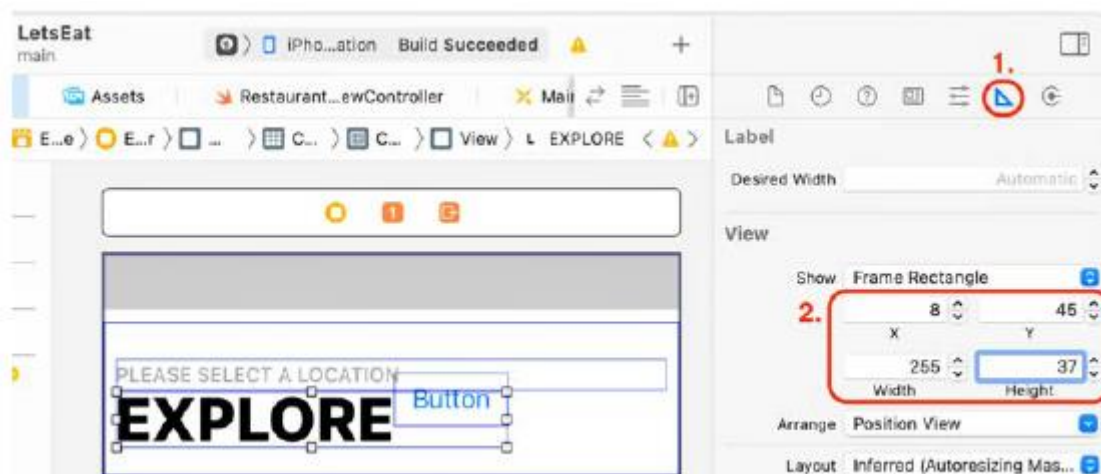 LetsEat
main
iPho...ation Build Succeeded
1.
Assets
Restaurant...ewController
Mair
E...e
E...r
...
C...
C...
View
L EXPLORE
Label
Desired Width
Automatic
View
Show
Frame Rectangle
2.
8
45
X
Y
255
37
Width
Height
Arrange
Position View
Layout
Inferred (Autoresizing Mas...
1
PLEASE SELECT A LOCATION
EXPLORE
Button